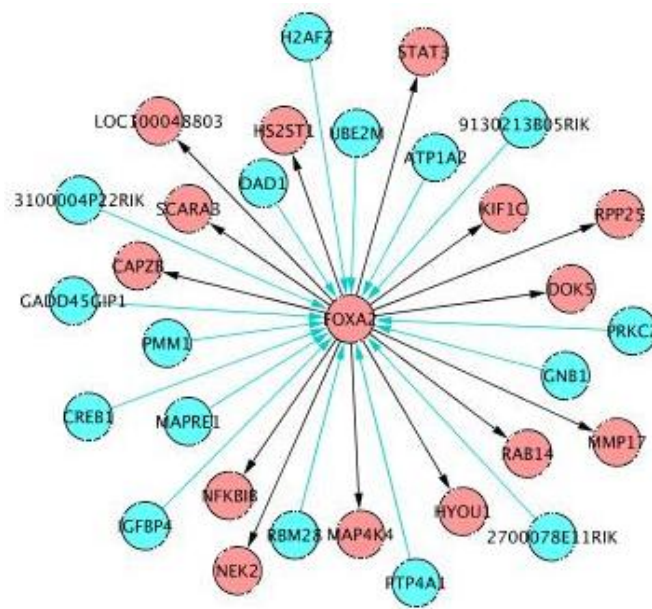 H2AFZ
STAT3
LOC100048803
HS2ST1
UBE2M
9130213B05RIK
ATP1A2
DAD1
3100004P22RIK
SCARA3
KIF1C
RPP25
CAPZB
DOK5
GADD45GIP1
FOXA2
PRKCZ
PMM1
GNB1
CREB1
MAPRE1
MMP17
RAB14
NFKBIB
HYOU1
IGFBP4
RBM28
MAP4K4
2700078E11RIK
NEK2
PTP4A1